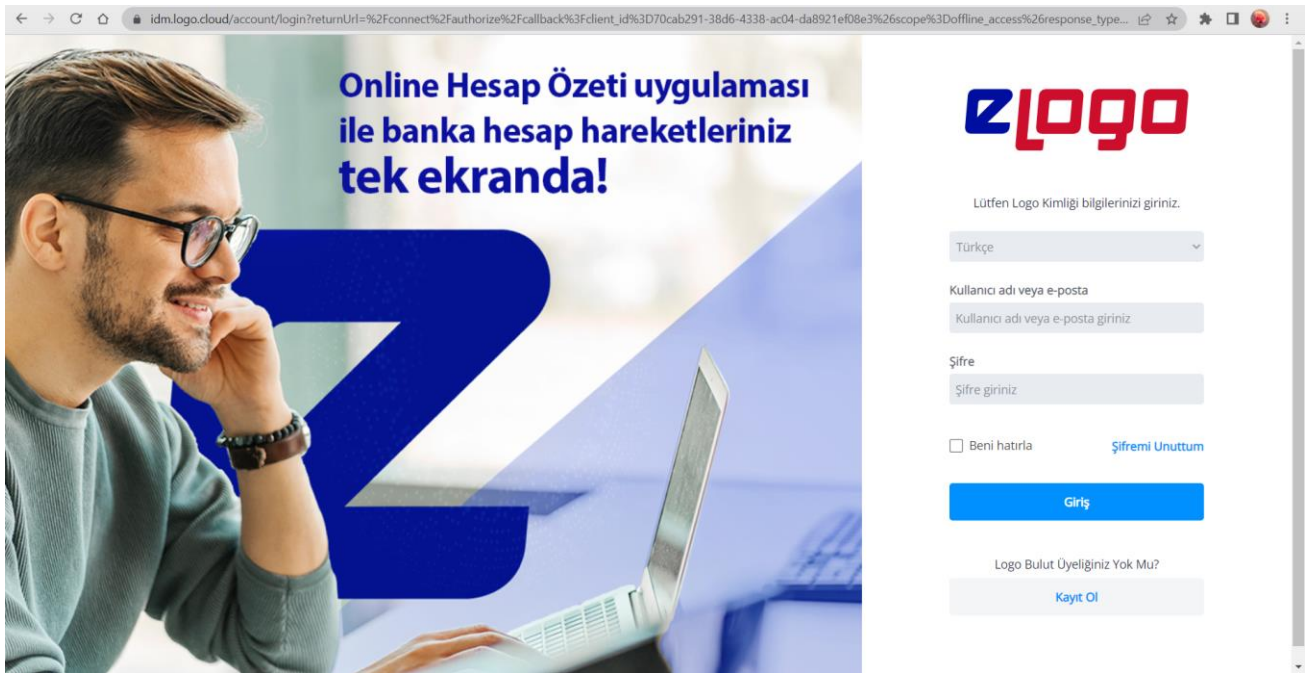 idm.logo.cloud/account/login?returnUrl=%2Fconnect%2Fauthorize%2Fcallback%3Fclient_id%3D70cab291-38d6-4338-ac04-da8921ef08e3%26scope%3Doffline_access%26response_type...
Online Hesap Özeti uygulaması
ile banka hesap hareketleriniz
tek ekranda!
eLogo
Lütfen Logo Kimliği bilgilerinizi giriniz.
Türkçe
Kullanıcı adı veya e-posta
Kullanıcı adı veya e-posta giriniz
Şifre
Şifre giriniz
Beni hatırla Şifremi Unuttum
Giriş
Logo Bulut Üyeliğiniz Yok Mu?
Kayıt Ol